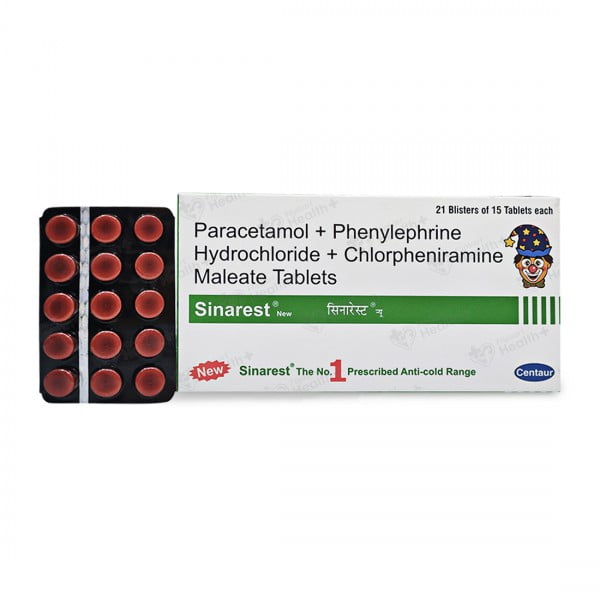 21 Blisters of 15 Tablets each
Paracetamol + Phenylephrine
Hydrochloride + Chlorpheniramine
Maleate Tablets
Sinarest® New सिनारेस्ट® न्यू
New Sinarest® The No.1 Prescribed Anti-cold Range
Centaur